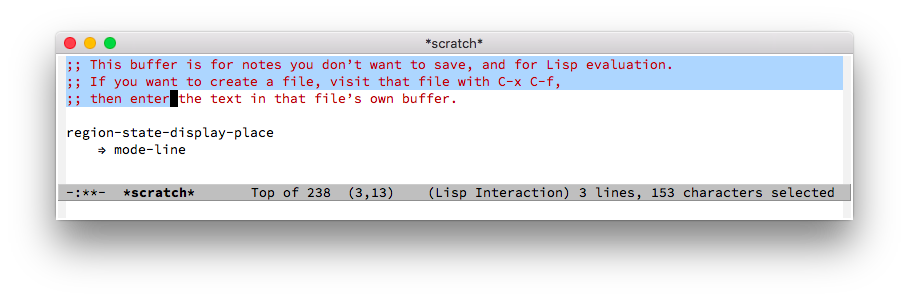 *scratch*
;; This buffer is for notes you don’t want to save, and for Lisp evaluation.
;; If you want to create a file, visit that file with C-x C-f,
;; then enter the text in that file’s own buffer.
region-state-display-place
⇒ mode-line
-:**-  *scratch*       Top of 238  (3,13)    (Lisp Interaction) 3 lines, 153 characters selected